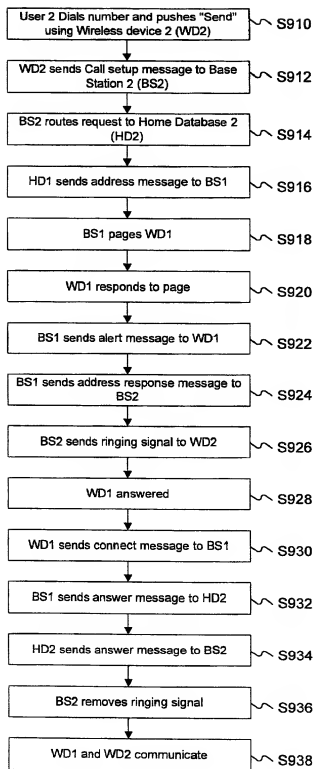 User 2 Dials number and pushes "Send"
using Wireless device 2 (WD2)
S910
WD2 sends Call setup message to Base
Station 2 (BS2)
S912
BS2 routes request to Home Database 2
(HD2)
S914
HD1 sends address message to BS1
S916
BS1 pages WD1
S918
WD1 responds to page
S920
BS1 sends alert message to WD1
S922
BS1 sends address response message to
BS2
S924
BS2 sends ringing signal to WD2
S926
WD1 answered
S928
WD1 sends connect message to BS1
S930
BS1 sends answer message to HD2
S932
HD2 sends answer message to BS2
S934
BS2 removes ringing signal
S936
WD1 and WD2 communicate
S938